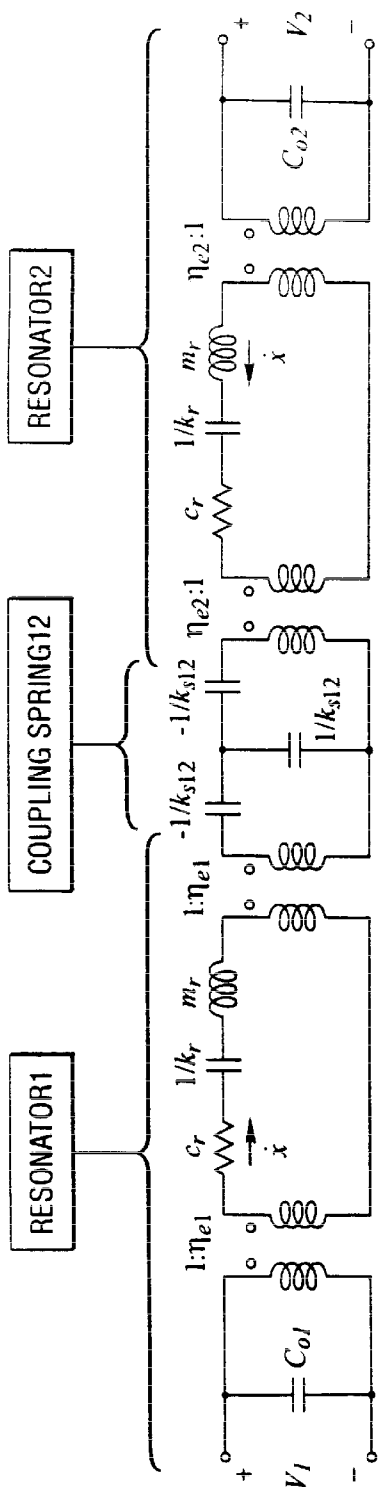 RESONATOR1
COUPLING SPRING12
RESONATOR2
1:ηe1
cr
1/kr
mr
1:ηe1
-1/ks12
-1/ks12
ηe2:1
cr
1/kr
mr
ηe2:1
+
V1
-
Co1
ẋ
1/ks12
ẋ
Co2
+
V2
-